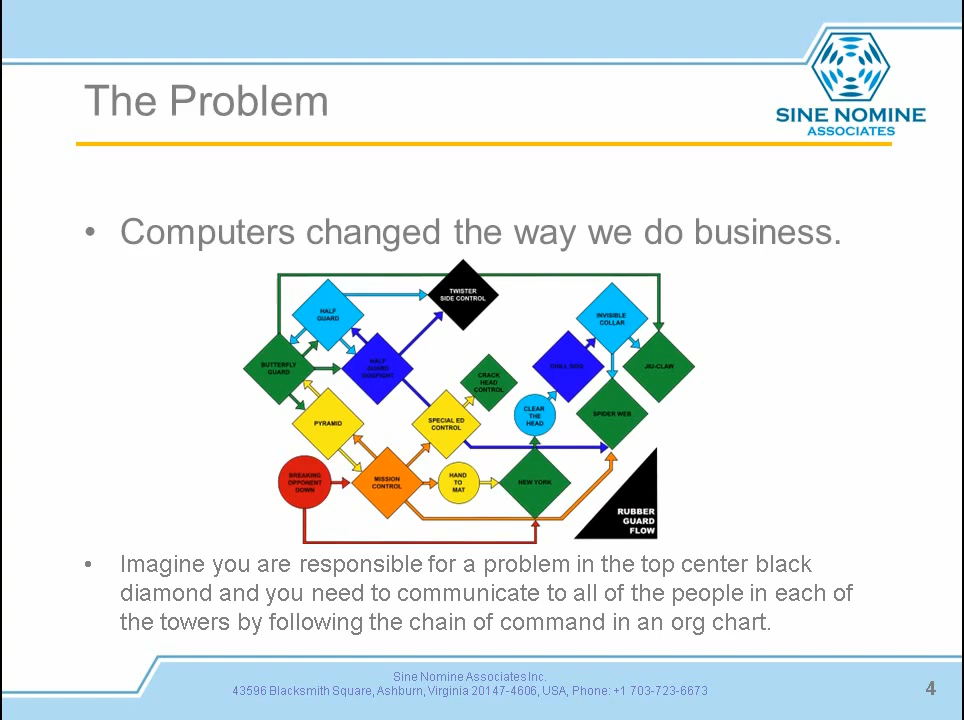 The Problem
SINE NOMINE
ASSOCIATES
• Computers changed the way we do business.
TWISTER
SIDE CONTROL
HALF
GUARD
INVISIBLE
COLLAR
BUTTERFLY
GUARD
HALF
GUARD
DOGFIGHT
CHILL DOG
JIU-CLAW
CRACK
HEAD
CONTROL
CLEAR
THE
HEAD
SPIDER WEB
PYRAMID
SPECIAL ED
CONTROL
BREAKING
OPPONENT
DOWN
MISSION
CONTROL
HAND
TO
MAT
NEW YORK
RUBBER
GUARD
FLOW
• Imagine you are responsible for a problem in the top center black
diamond and you need to communicate to all of the people in each of
the towers by following the chain of command in an org chart.
Sine Nomine Associates Inc.
43596 Blacksmith Square, Ashburn, Virginia 20147-4606, USA, Phone: +1 703-723-6673
4